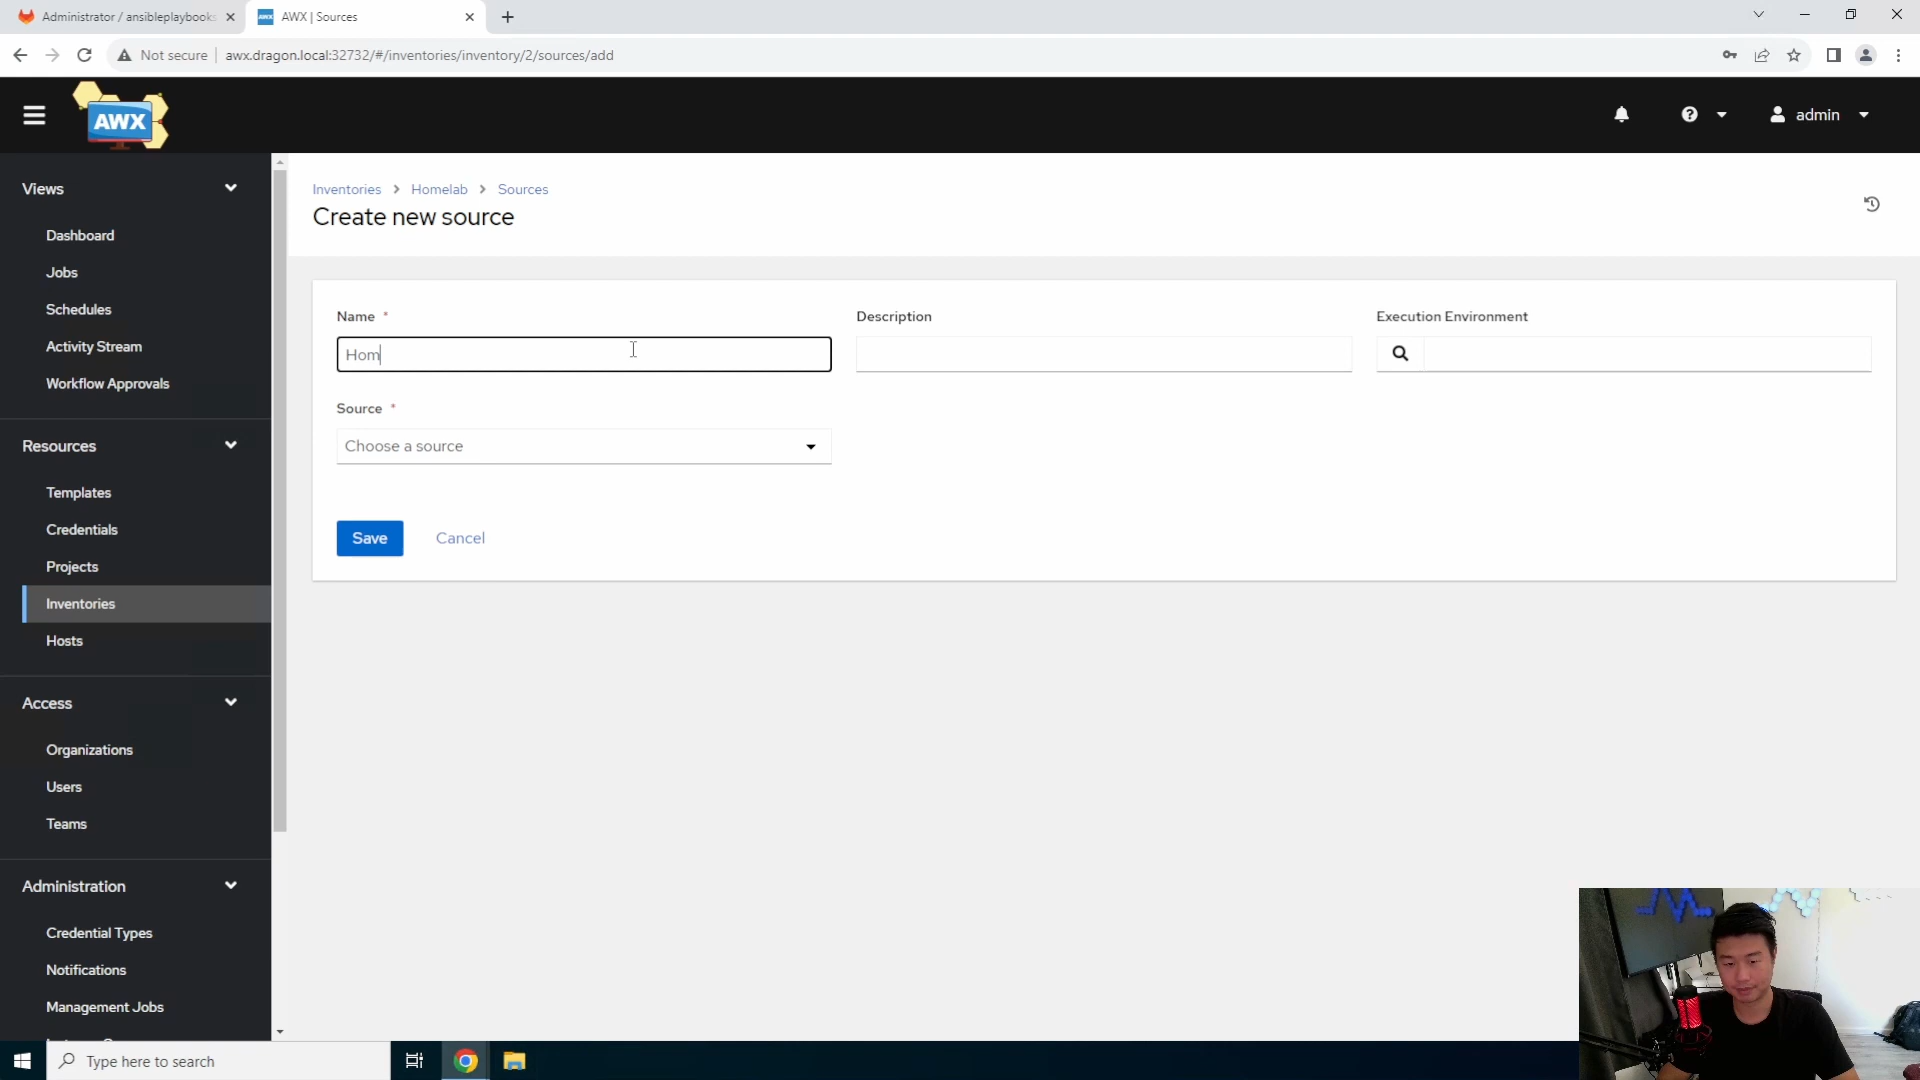 Administrator / ansibleplaybooks
AWX | Sources
Not secure
awx.dragon.local:32732/#/inventories/inventory/2/sources/add
AWX
admin
Views
Dashboard
Jobs
Schedules
Activity Stream
Workflow Approvals
Resources
Templates
Credentials
Projects
Inventories
Hosts
Access
Organizations
Users
Teams
Administration
Credential Types
Notifications
Management Jobs
Inventories > Homelab > Sources
Create new source
Name *
Hom
Description
Execution Environment
Source *
Choose a source
Save
Cancel
Type here to search